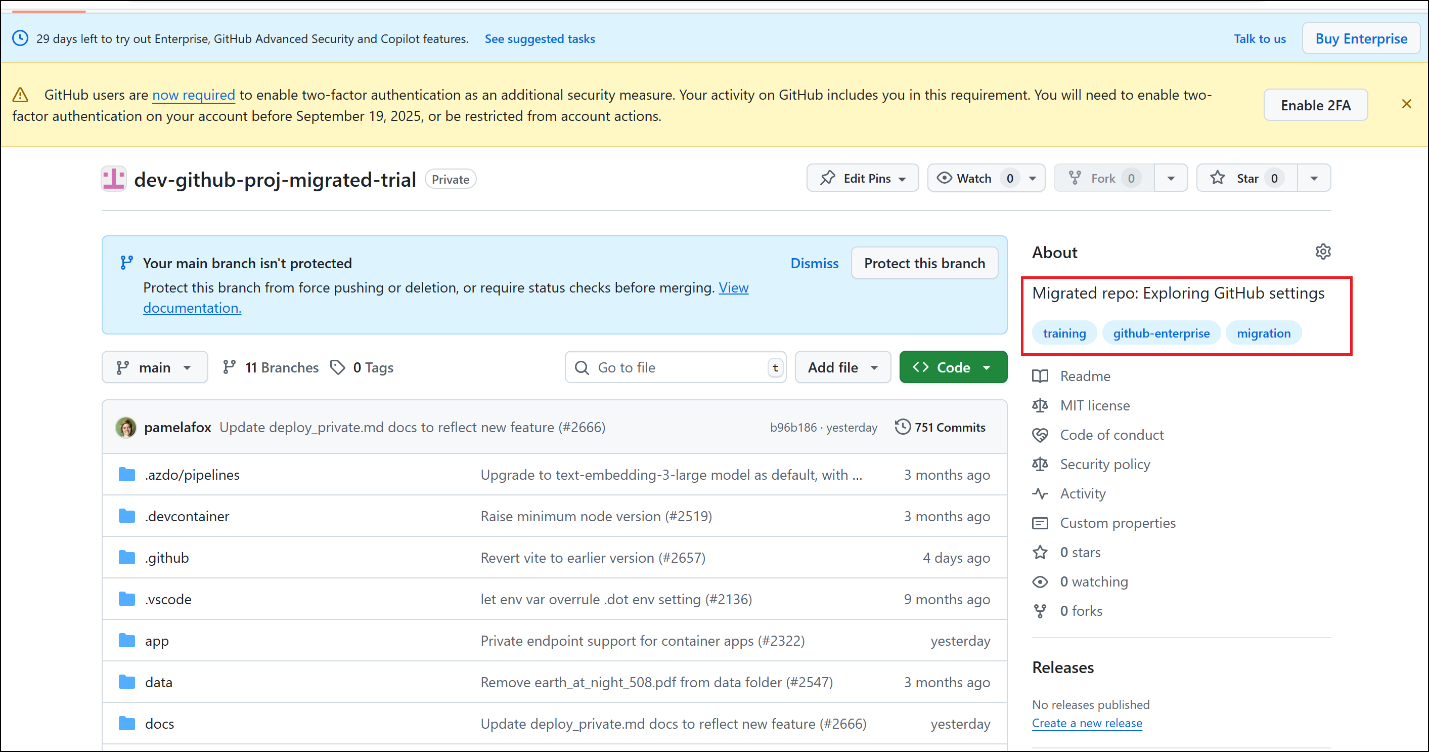 29 days left to try out Enterprise, GitHub Advanced Security and Copilot features. See suggested tasks Talk to us Buy Enterprise
GitHub users are now required to enable two-factor authentication as an additional security measure. Your activity on GitHub includes you in this requirement. You will need to enable two-
factor authentication on your account before September 19, 2025, or be restricted from account actions.
Enable 2FA
dev-github-proj-migrated-trial Private
Edit Pins Watch 0 Fork 0 Star 0
Your main branch isn't protected
Protect this branch from force pushing or deletion, or require status checks before merging. View
documentation.
Dismiss Protect this branch
main 11 Branches 0 Tags Go to file t Add file Code
pamelafox Update deploy_private.md docs to reflect new feature (#2666) b96b186 · yesterday 751 Commits
.azdo/pipelines Upgrade to text-embedding-3-large model as default, with ... 3 months ago
.devcontainer Raise minimum node version (#2519) 3 months ago
.github Revert vite to earlier version (#2657) 4 days ago
.vscode let env var overrule .dot env setting (#2136) 9 months ago
app Private endpoint support for container apps (#2322) yesterday
data Remove earth_at_night_508.pdf from data folder (#2547) 3 months ago
docs Update deploy_private.md docs to reflect new feature (#2666) yesterday
About
Migrated repo: Exploring GitHub settings
training github-enterprise migration
Readme
MIT license
Code of conduct
Security policy
Activity
Custom properties
0 stars
0 watching
0 forks
Releases
No releases published
Create a new release